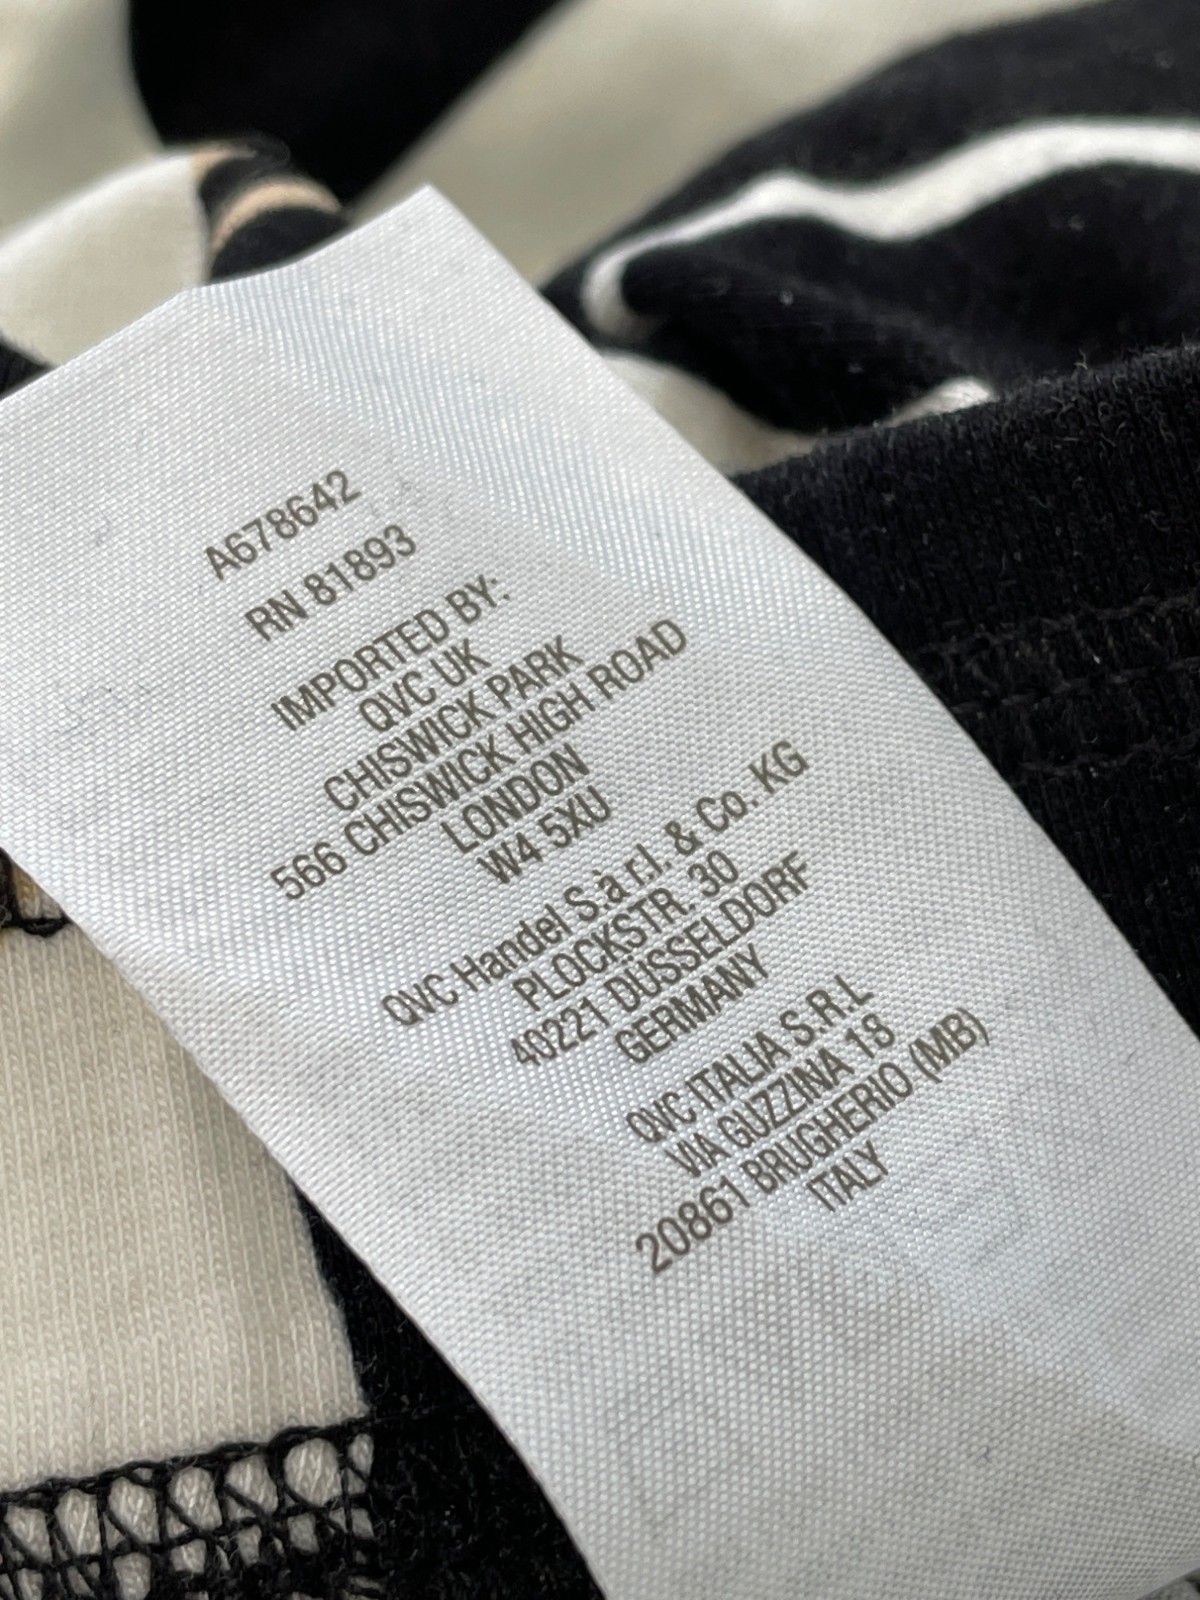 A678642
RN 81893
IMPORTED BY:
QVC UK
CHISWICK PARK
566 CHISWICK HIGH ROAD
LONDON
W4 5XU
QVC Handel S.à r.l. & Co. KG
PLOCKSTR. 30
40221 DUSSELDORF
GERMANY
QVC ITALIA S.R.L
VIA GUZZINA 18
20861 BRUGHERIO (MB)
ITALY